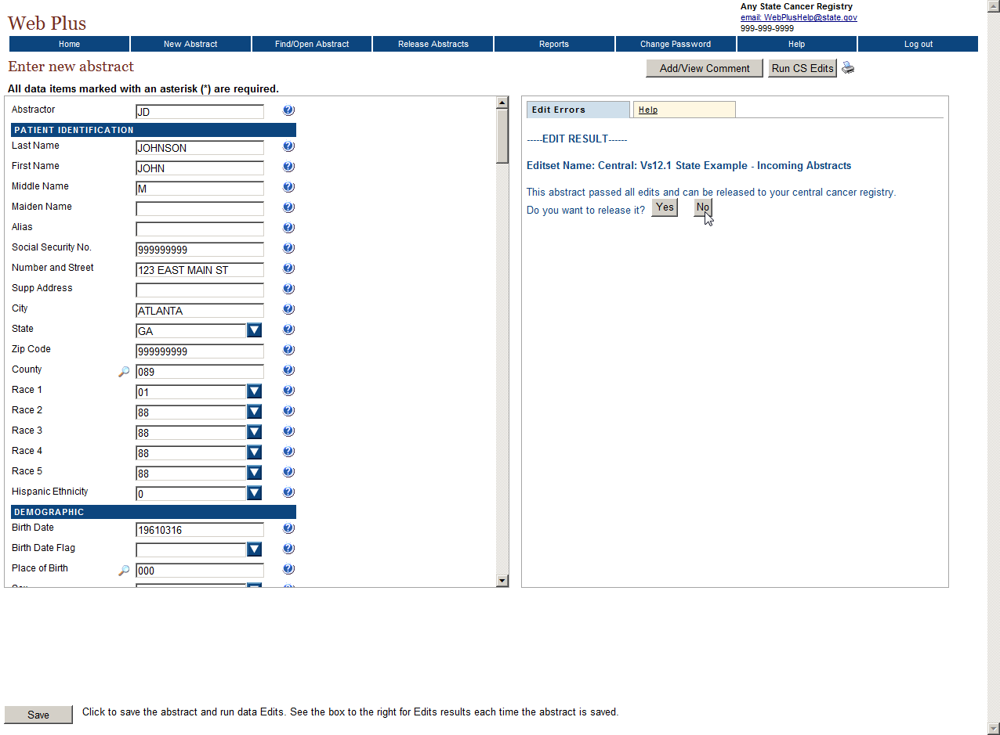 Any State Cancer Registry
Web Plus
email: WebPlusHelp@state.gov
999-999-9999
Home New Abstract Find/Open Abstract Release Abstracts Reports Change Password Help Log out
Enter new abstract
Add/View Comment Run CS Edits
All data items marked with an asterisk (*) are required.
Abstractor JD
PATIENT IDENTIFICATION
Last Name JOHNSON
First Name JOHN
Middle Name M
Maiden Name
Alias
Social Security No. 999999999
Number and Street 123 EAST MAIN ST
Supp Address
City ATLANTA
State GA
Zip Code 999999999
County 089
Race 1 01
Race 2 88
Race 3 88
Race 4 88
Race 5 88
Hispanic Ethnicity 0
DEMOGRAPHIC
Birth Date 19610316
Birth Date Flag
Place of Birth 000
Edit Errors Help
-----EDIT RESULT------
Editset Name: Central: Vs12.1 State Example - Incoming Abstracts
This abstract passed all edits and can be released to your central cancer registry.
Do you want to release it? Yes No
Save Click to save the abstract and run data Edits. See the box to the right for Edits results each time the abstract is saved.